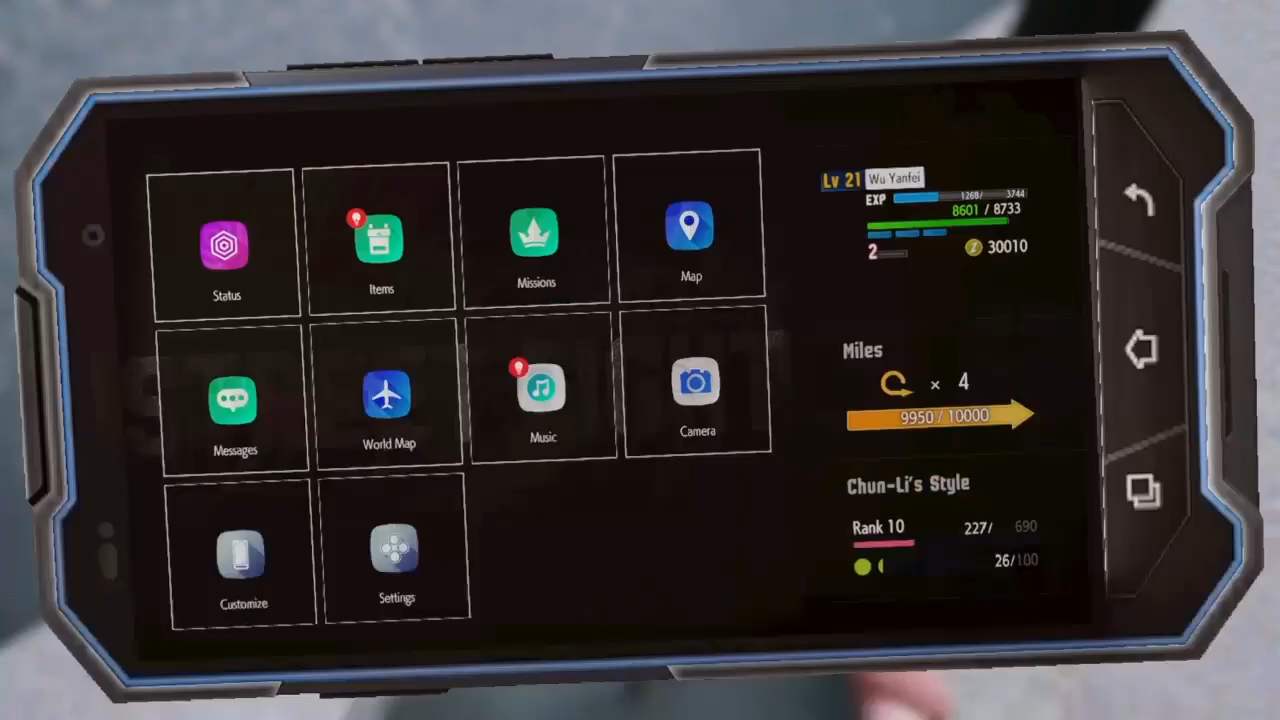 Status
Items
Missions
Map
Messages
World Map
Music
Camera
Customize
Settings
Lv 21 Wu Yanfei
EXP 1268/ 3744
8601 / 8733
2
30010
Miles
× 4
9950 / 10000
Chun-Li's Style
Rank 10 227/ 690
26/100